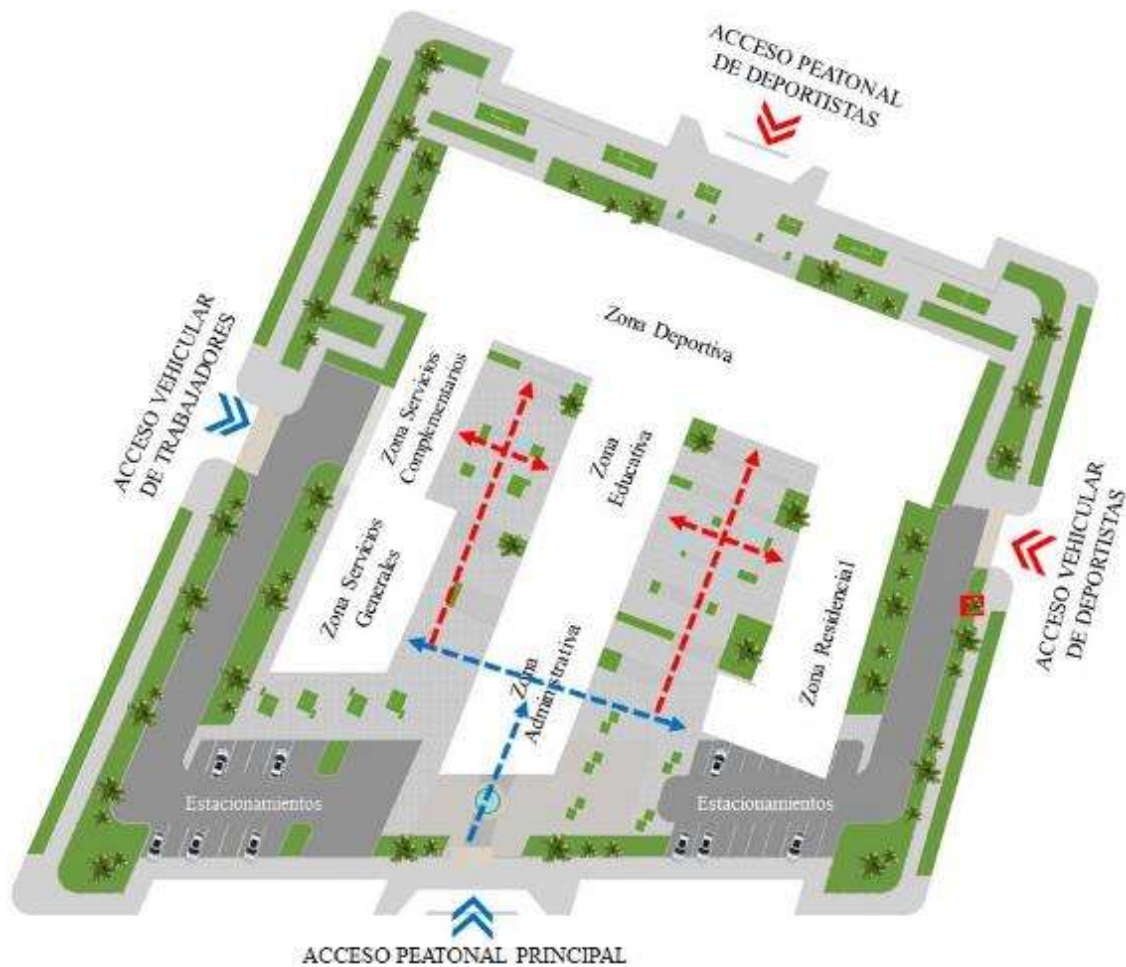 ACCESO PEATONAL
DE DEPORTISTAS
Zona Deportiva
ACCESO VEHICULAR
DE TRABAJADORES
Zona Servicios
Complementarios
Zona
Educativa
Zona Servicios
Generales
Zona
Administrativa
Zona Residencial
ACCESO VEHICULAR
DE DEPORTISTAS
Estacionamientos
Estacionamientos
ACCESO PEATONAL PRINCIPAL